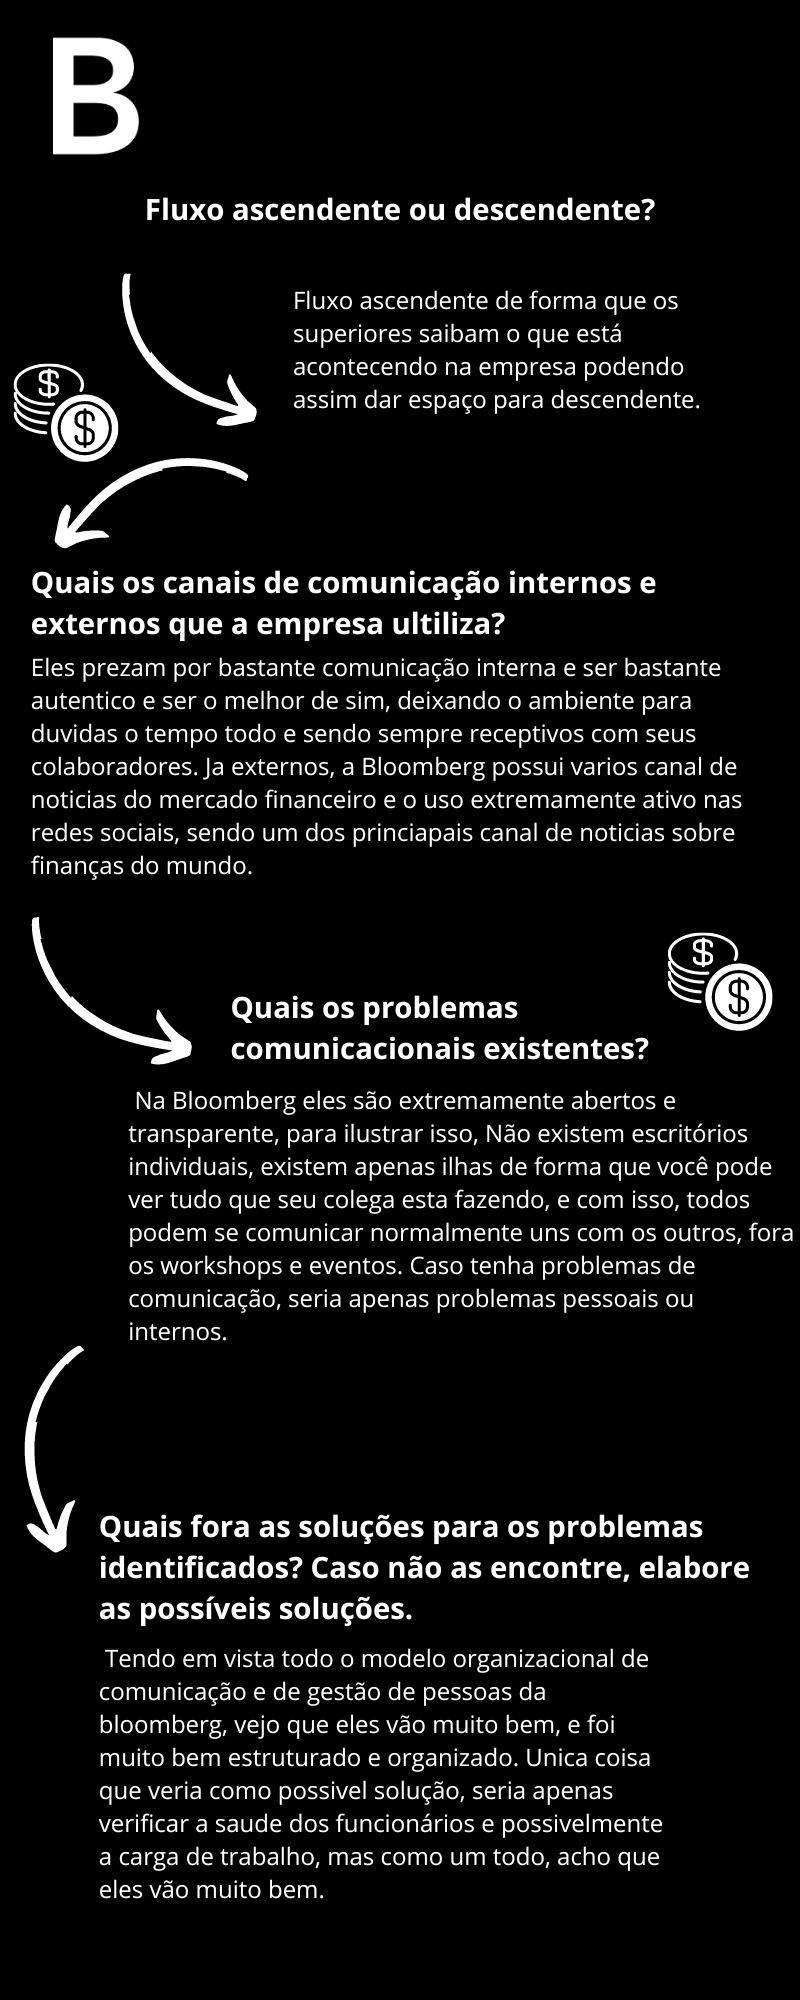 B
Fluxo ascendente ou descendente?
Fluxo ascendente de forma que os
superiores saibam o que está
acontecendo na empresa podendo
assim dar espaço para descendente.
Quais os canais de comunicação internos e
externos que a empresa ultiliza?
Eles prezam por bastante comunicação interna e ser bastante
autentico e ser o melhor de sim, deixando o ambiente para
duvidas o tempo todo e sendo sempre receptivos com seus
colaboradores. Ja externos, a Bloomberg possui varios canal de
noticias do mercado financeiro e o uso extremamente ativo nas
redes sociais, sendo um dos princiapais canal de noticias sobre
finanças do mundo.
Quais os problemas
comunicacionais existentes?
Na Bloomberg eles são extremamente abertos e
transparente, para ilustrar isso, Não existem escritórios
individuais, existem apenas ilhas de forma que você pode
ver tudo que seu colega esta fazendo, e com isso, todos
podem se comunicar normalmente uns com os outros, fora
os workshops e eventos. Caso tenha problemas de
comunicação, seria apenas problemas pessoais ou
internos.
Quais fora as soluções para os problemas
identificados? Caso não as encontre, elabore
as possíveis soluções.
Tendo em vista todo o modelo organizacional de
comunicação e de gestão de pessoas da
bloomberg, vejo que eles vão muito bem, e foi
muito bem estruturado e organizado. Unica coisa
que veria como possivel solução, seria apenas
verificar a saude dos funcionários e possivelmente
a carga de trabalho, mas como um todo, acho que
eles vão muito bem.